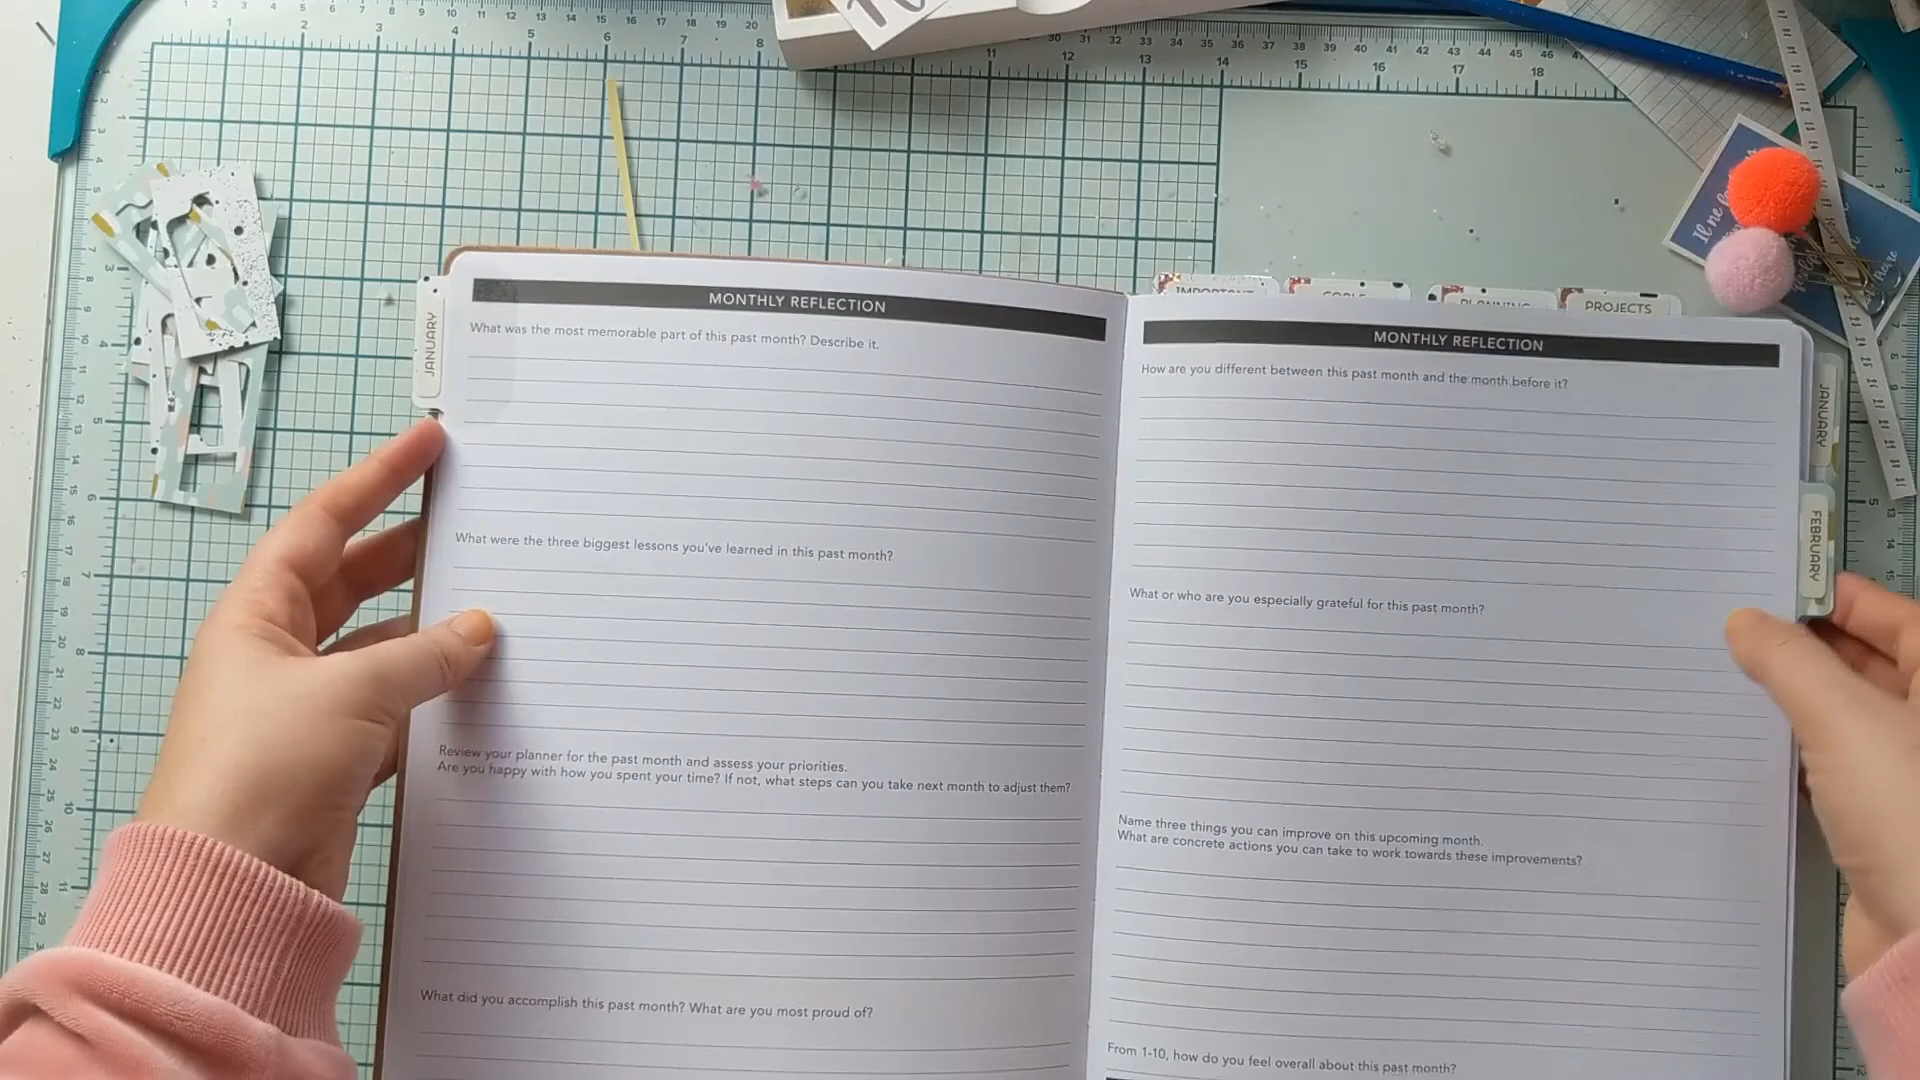 IMPORTANT
GOALS
PLANNING
PROJECTS
JANUARY
MONTHLY REFLECTION
What was the most memorable part of this past month? Describe it.
What were the three biggest lessons you've learned in this past month?
Review your planner for the past month and assess your priorities.
Are you happy with how you spent your time? If not, what steps can you take next month to adjust them?
What did you accomplish this past month? What are you most proud of?
MONTHLY REFLECTION
How are you different between this past month and the month before it?
What or who are you especially grateful for this past month?
Name three things you can improve on this upcoming month.
What are concrete actions you can take to work towards these improvements?
From 1-10, how do you feel overall about this past month?
JANUARY
FEBRUARY
Il ne